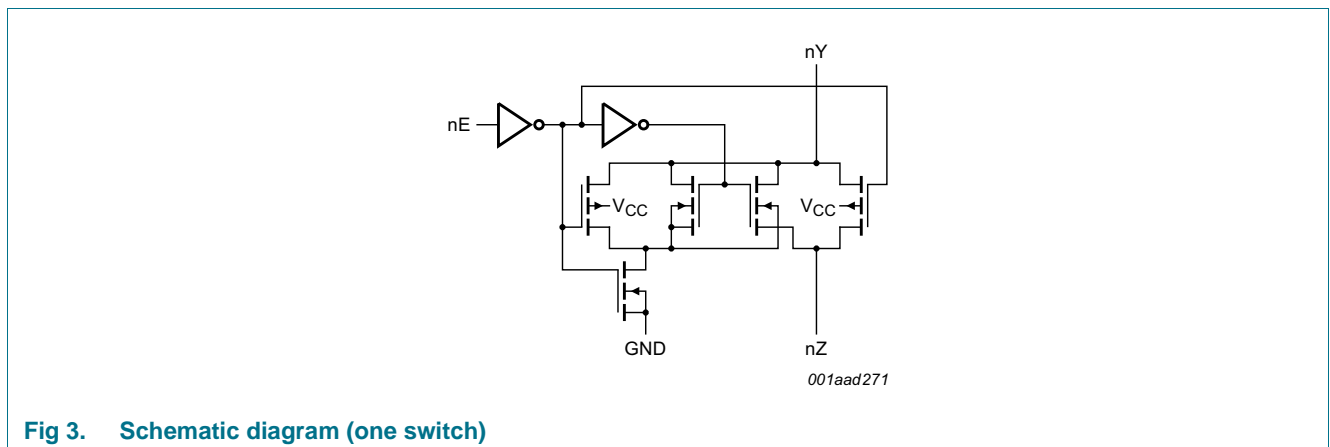 nY
nE
VCC VCC
GND nZ
001aad271
Fig 3. Schematic diagram (one switch)